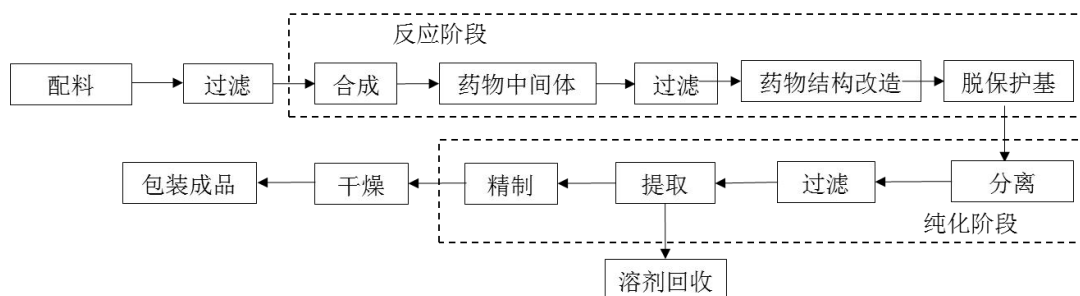 反应阶段
配料
过滤
合成
药物中间体
过滤
药物结构改造
脱保护基
包装成品
干燥
精制
提取
过滤
分离
纯化阶段
溶剂回收